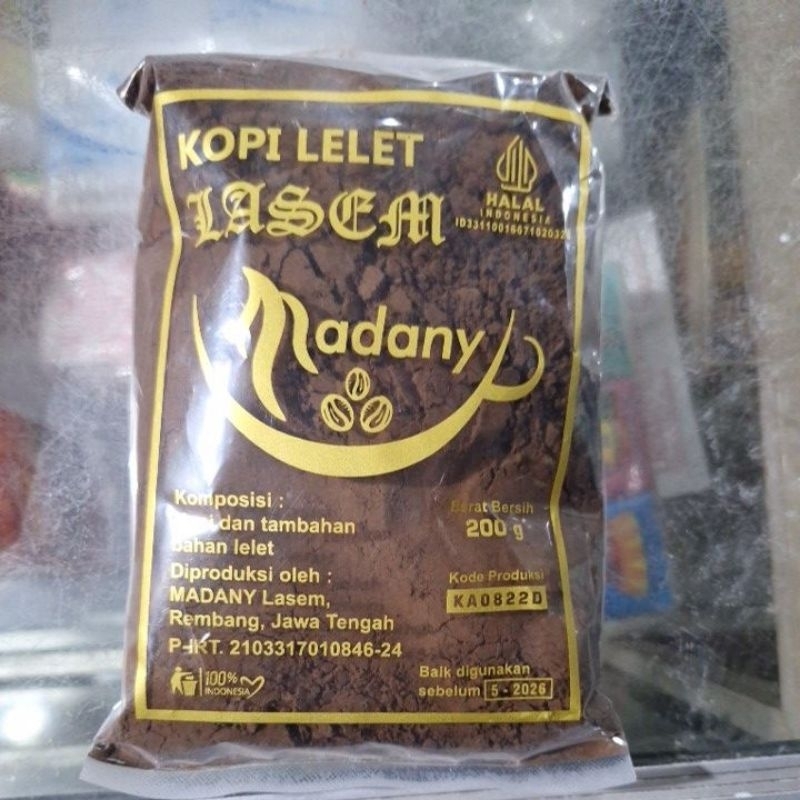 KOPI LELET
LASEM
HALAL
INDONESIA
Madany
Komposisi :
dan tambahan
bahan lelet
Diproduksi oleh :
MADANY Lasem,
Rembang, Jawa Tengah
P-IRT. 2103317010846-24
100%
INDONESIA
Berat Bersih
200 g
Kode Produksi
KA0822D
Baik digunakan
sebelum 5 - 2026